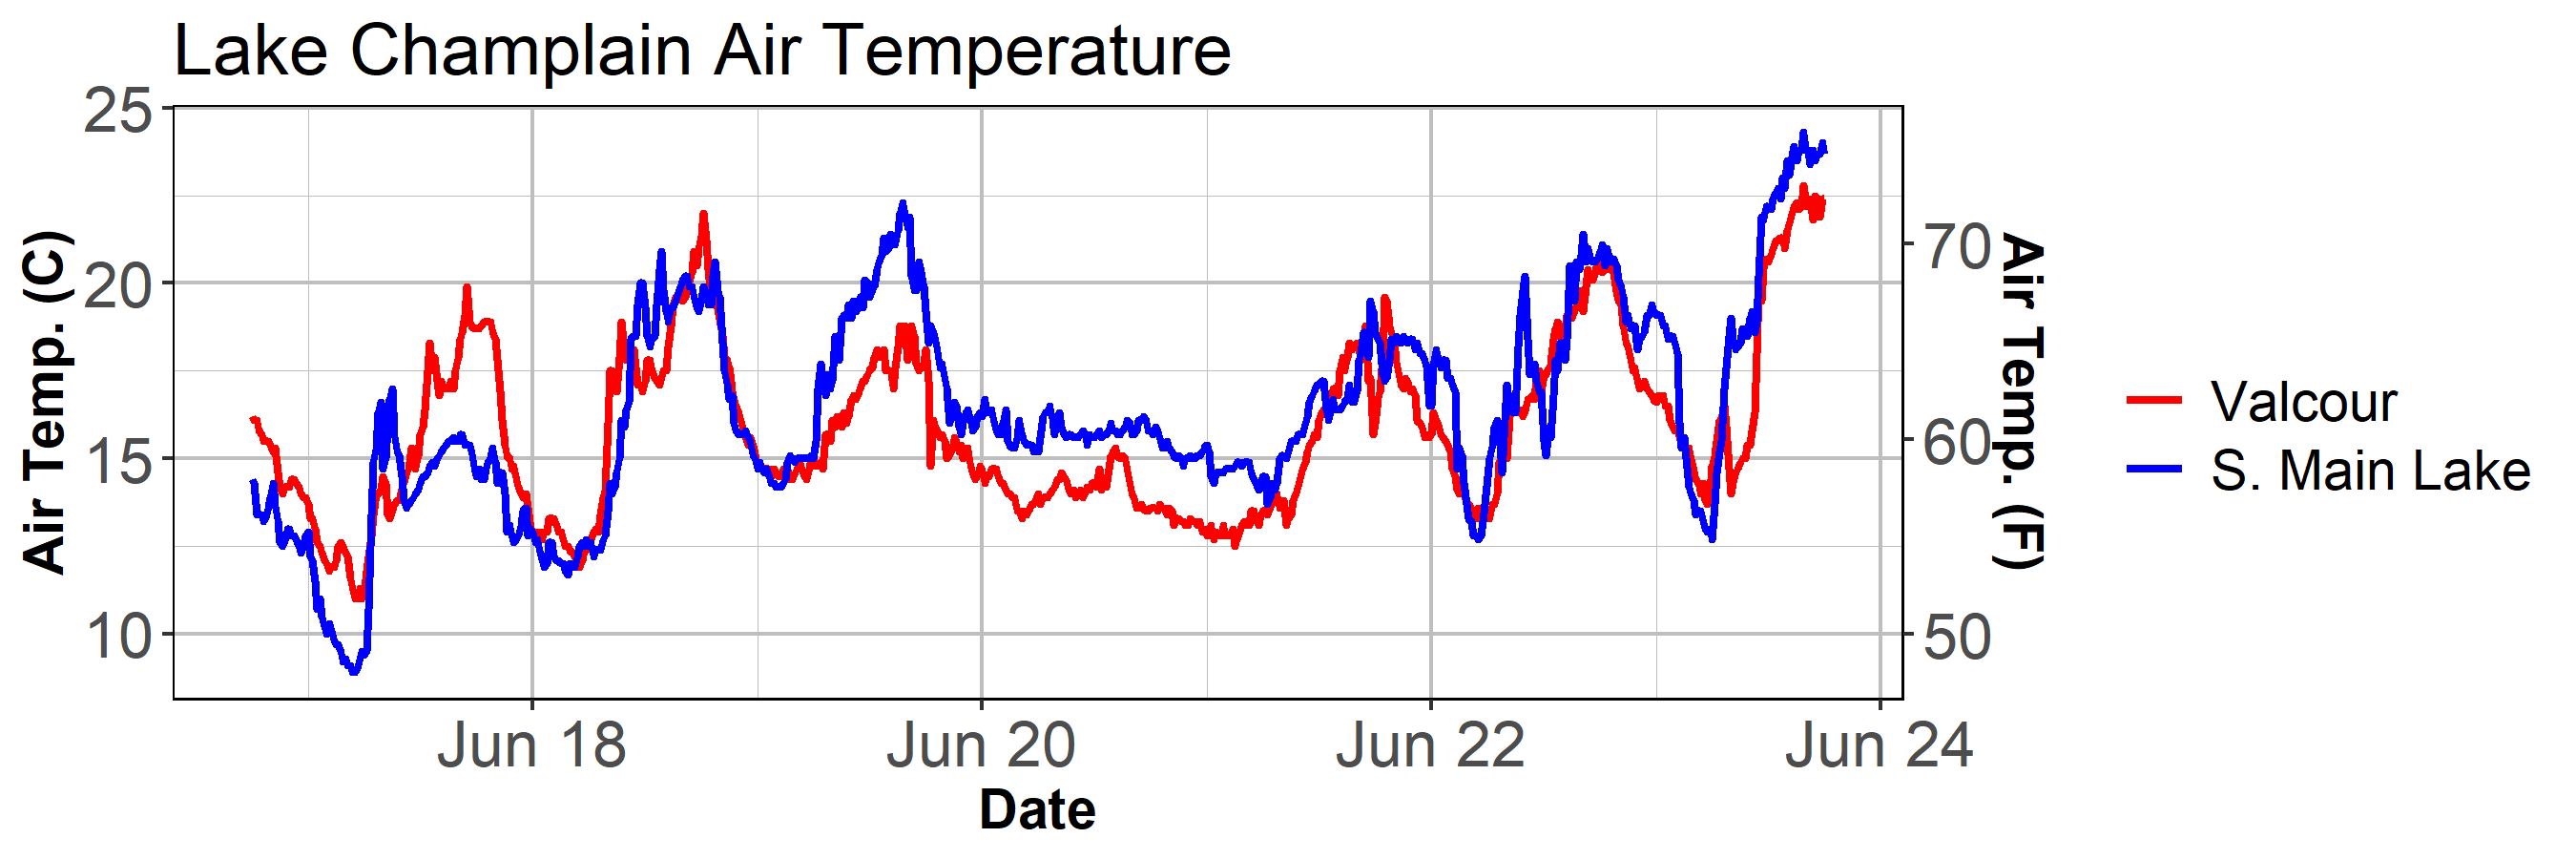 Lake Champlain Air Temperature
25
20
15
10
Air Temp. (C)
70
60
50
Air Temp. (F)
Jun 18 Jun 20 Jun 22 Jun 24
Date
Valcour
S. Main Lake